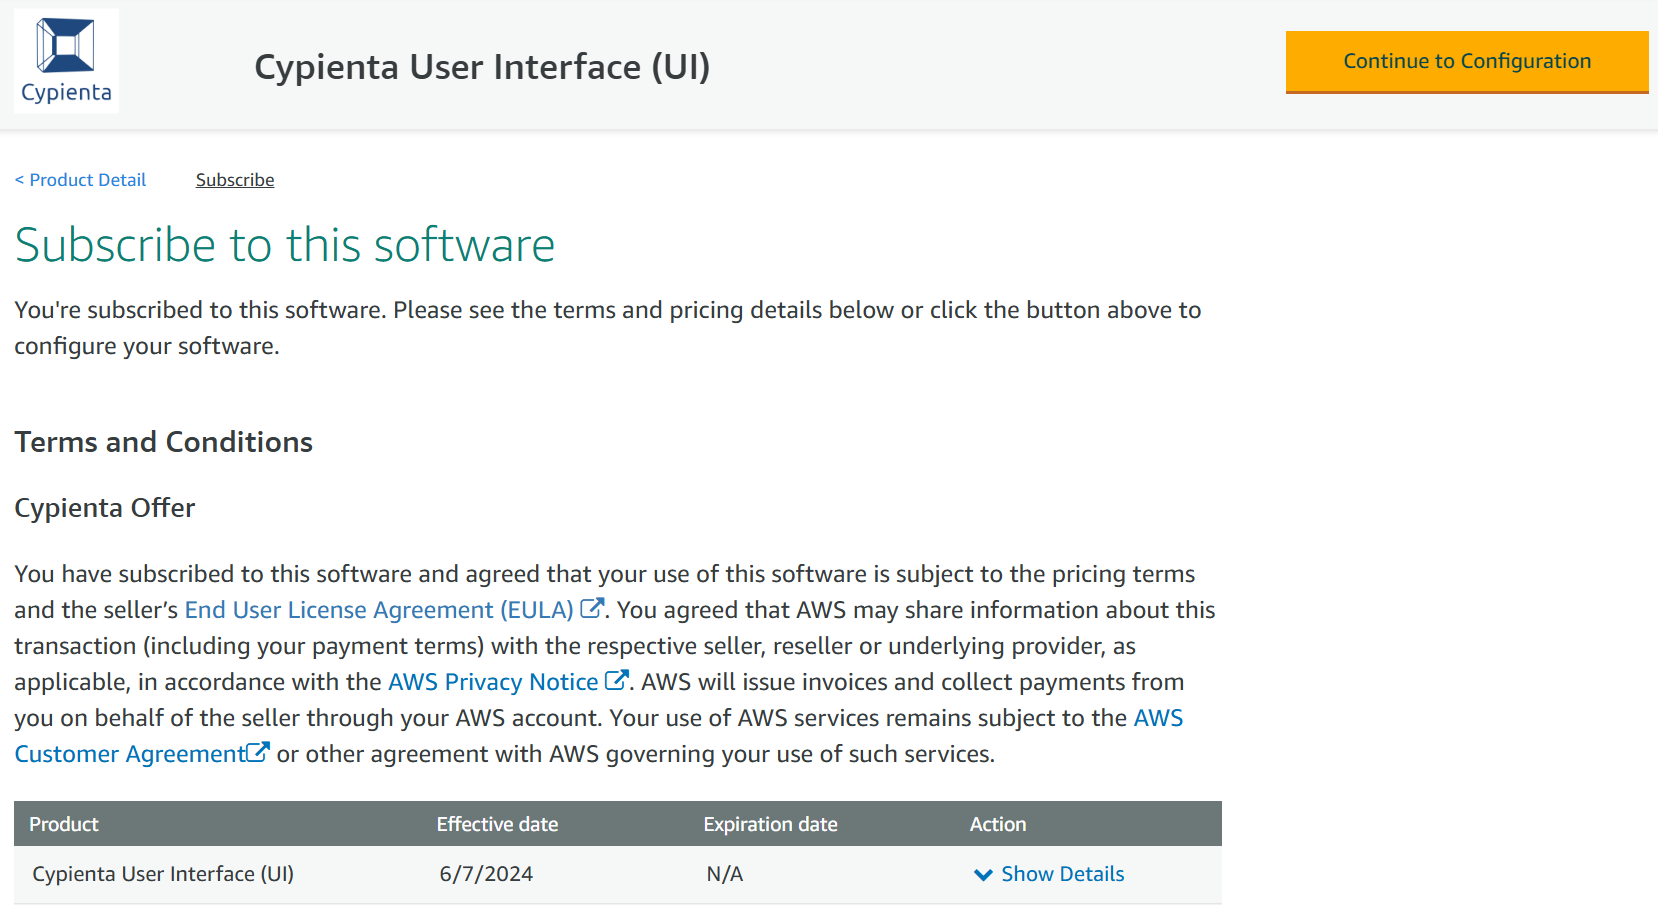 Cypienta
Cypienta User Interface (UI)
Continue to Configuration
< Product Detail
Subscribe
Subscribe to this software
You're subscribed to this software. Please see the terms and pricing details below or click the button above to
configure your software.
Terms and Conditions
Cypienta Offer
You have subscribed to this software and agreed that your use of this software is subject to the pricing terms
and the seller’s End User License Agreement (EULA). You agreed that AWS may share information about this
transaction (including your payment terms) with the respective seller, reseller or underlying provider, as
applicable, in accordance with the AWS Privacy Notice. AWS will issue invoices and collect payments from
you on behalf of the seller through your AWS account. Your use of AWS services remains subject to the AWS
Customer Agreement or other agreement with AWS governing your use of such services.
Product Effective date Expiration date Action
Cypienta User Interface (UI) 6/7/2024 N/A Show Details